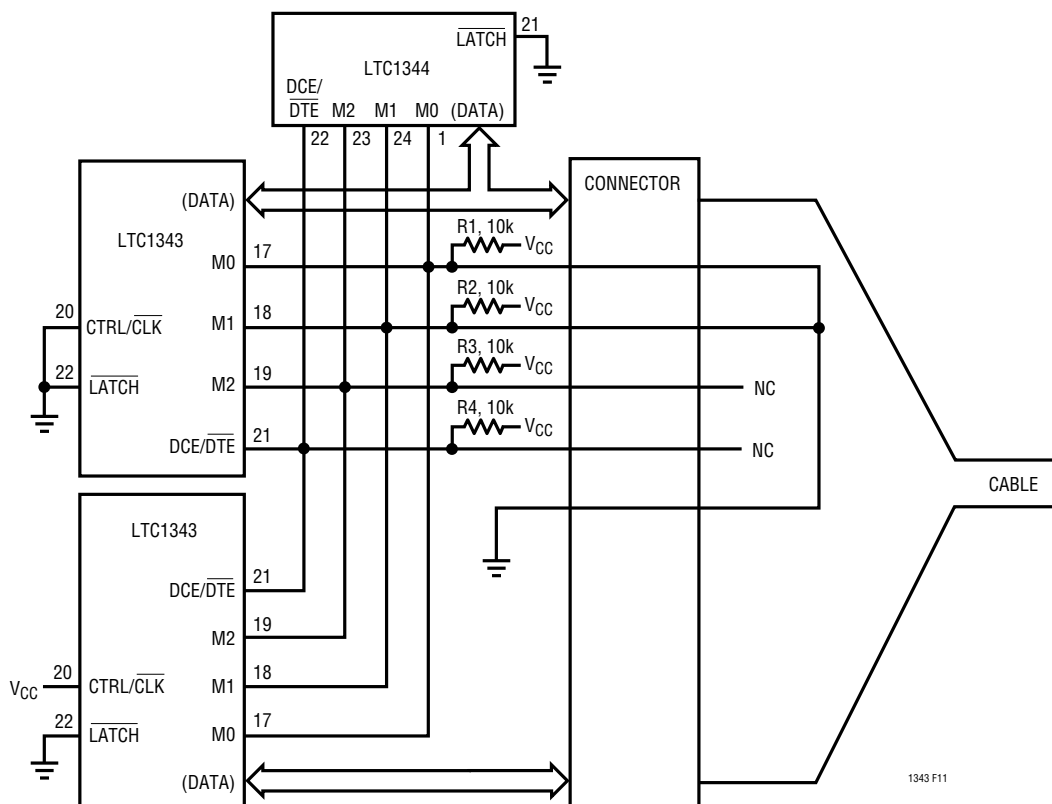 21
LATCH
LTC1344
DCE/
DTE M2 M1 M0 (DATA)
22 23 24 1
CONNECTOR
(DATA)
R1, 10k
VCC
LTC1343
17
M0
R2, 10k
VCC
20
CTRL/CLK
18
M1
R3, 10k
VCC
22
LATCH
19
M2
NC
R4, 10k
VCC
21
DCE/DTE
NC
CABLE
LTC1343
21
DCE/DTE
19
M2
20
VCC
CTRL/CLK
18
M1
22
LATCH
17
M0
(DATA)
1343 F11